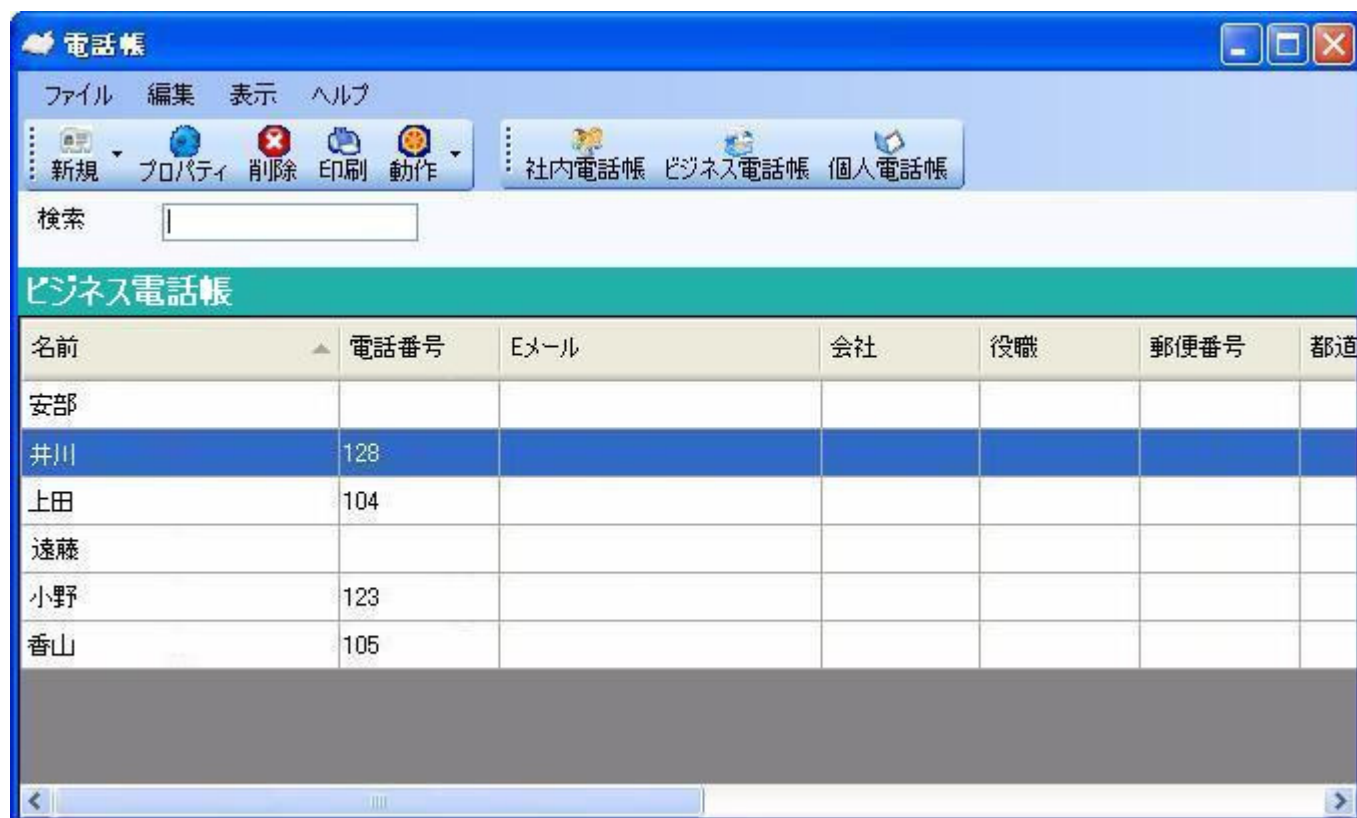 電話帳
ファイル 編集 表示 ヘルプ
新規 プロパティ 削除 印刷 動作 社内電話帳 ビジネス電話帳 個人電話帳
検索
ビジネス電話帳
名前 電話番号 Eメール 会社 役職 郵便番号 都道
安部
井川 128
上田 104
遠藤
小野 123
香山 105